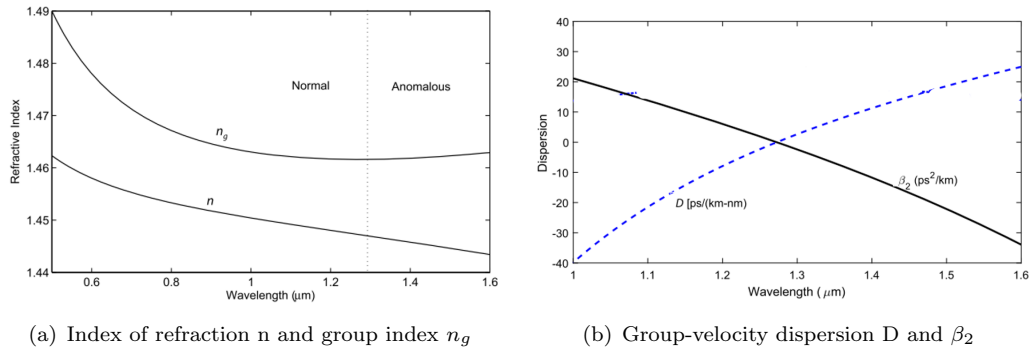 1.49
1.48
1.47
1.46
1.45
1.44
Refractive Index
0.6 0.8 1 1.2 1.4 1.6
Wavelength (μm)
Normal
Anomalous
n_g
n
(a) Index of refraction n and group index n_g
40
30
20
10
0
-10
-20
-30
-40
Dispersion
1 1.1 1.2 1.3 1.4 1.5 1.6
Wavelength ( μm)
β_2 (ps^2/km)
D [ps/(km-nm)
(b) Group-velocity dispersion D and β_2